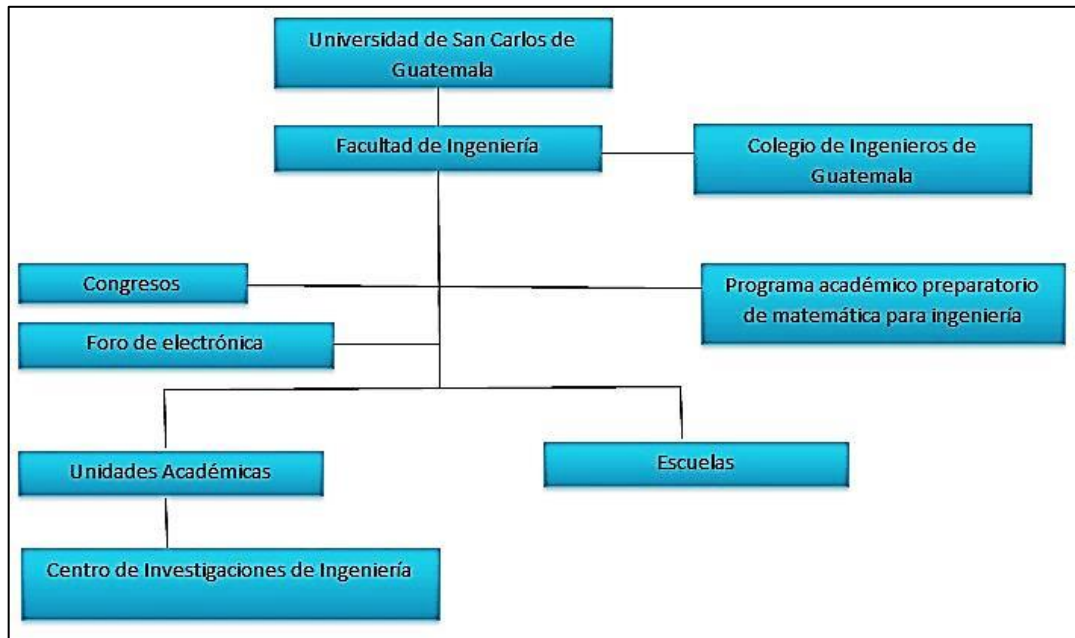 Universidad de San Carlos de
Guatemala
Facultad de Ingeniería
Colegio de Ingenieros de
Guatemala
Congresos
Programa académico preparatorio
de matemática para ingeniería
Foro de electrónica
Unidades Académicas
Escuelas
Centro de Investigaciones de Ingeniería